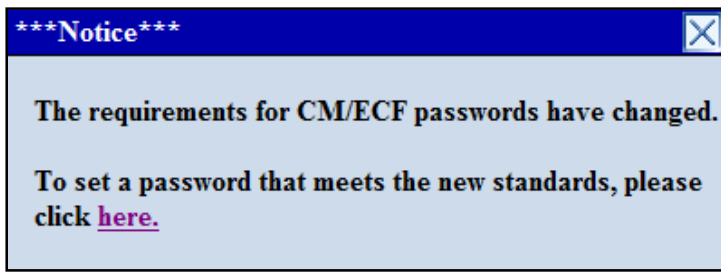 ***Notice***
The requirements for CM/ECF passwords have changed.
To set a password that meets the new standards, please
click here.